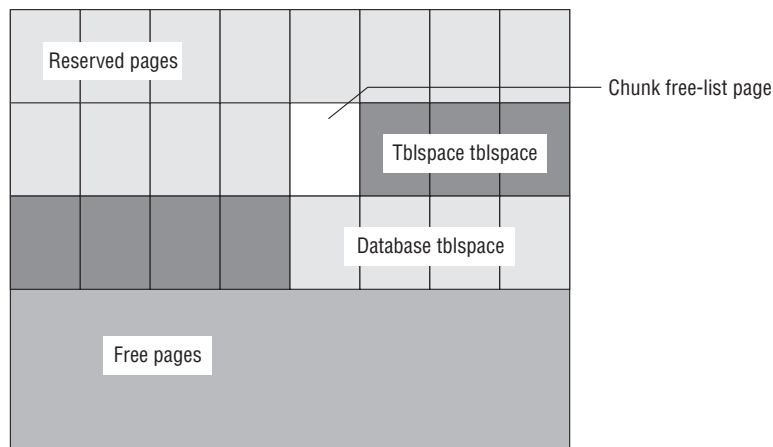 Reserved pages
Chunk free-list page
Tblspace tblspace
Database tblspace
Free pages